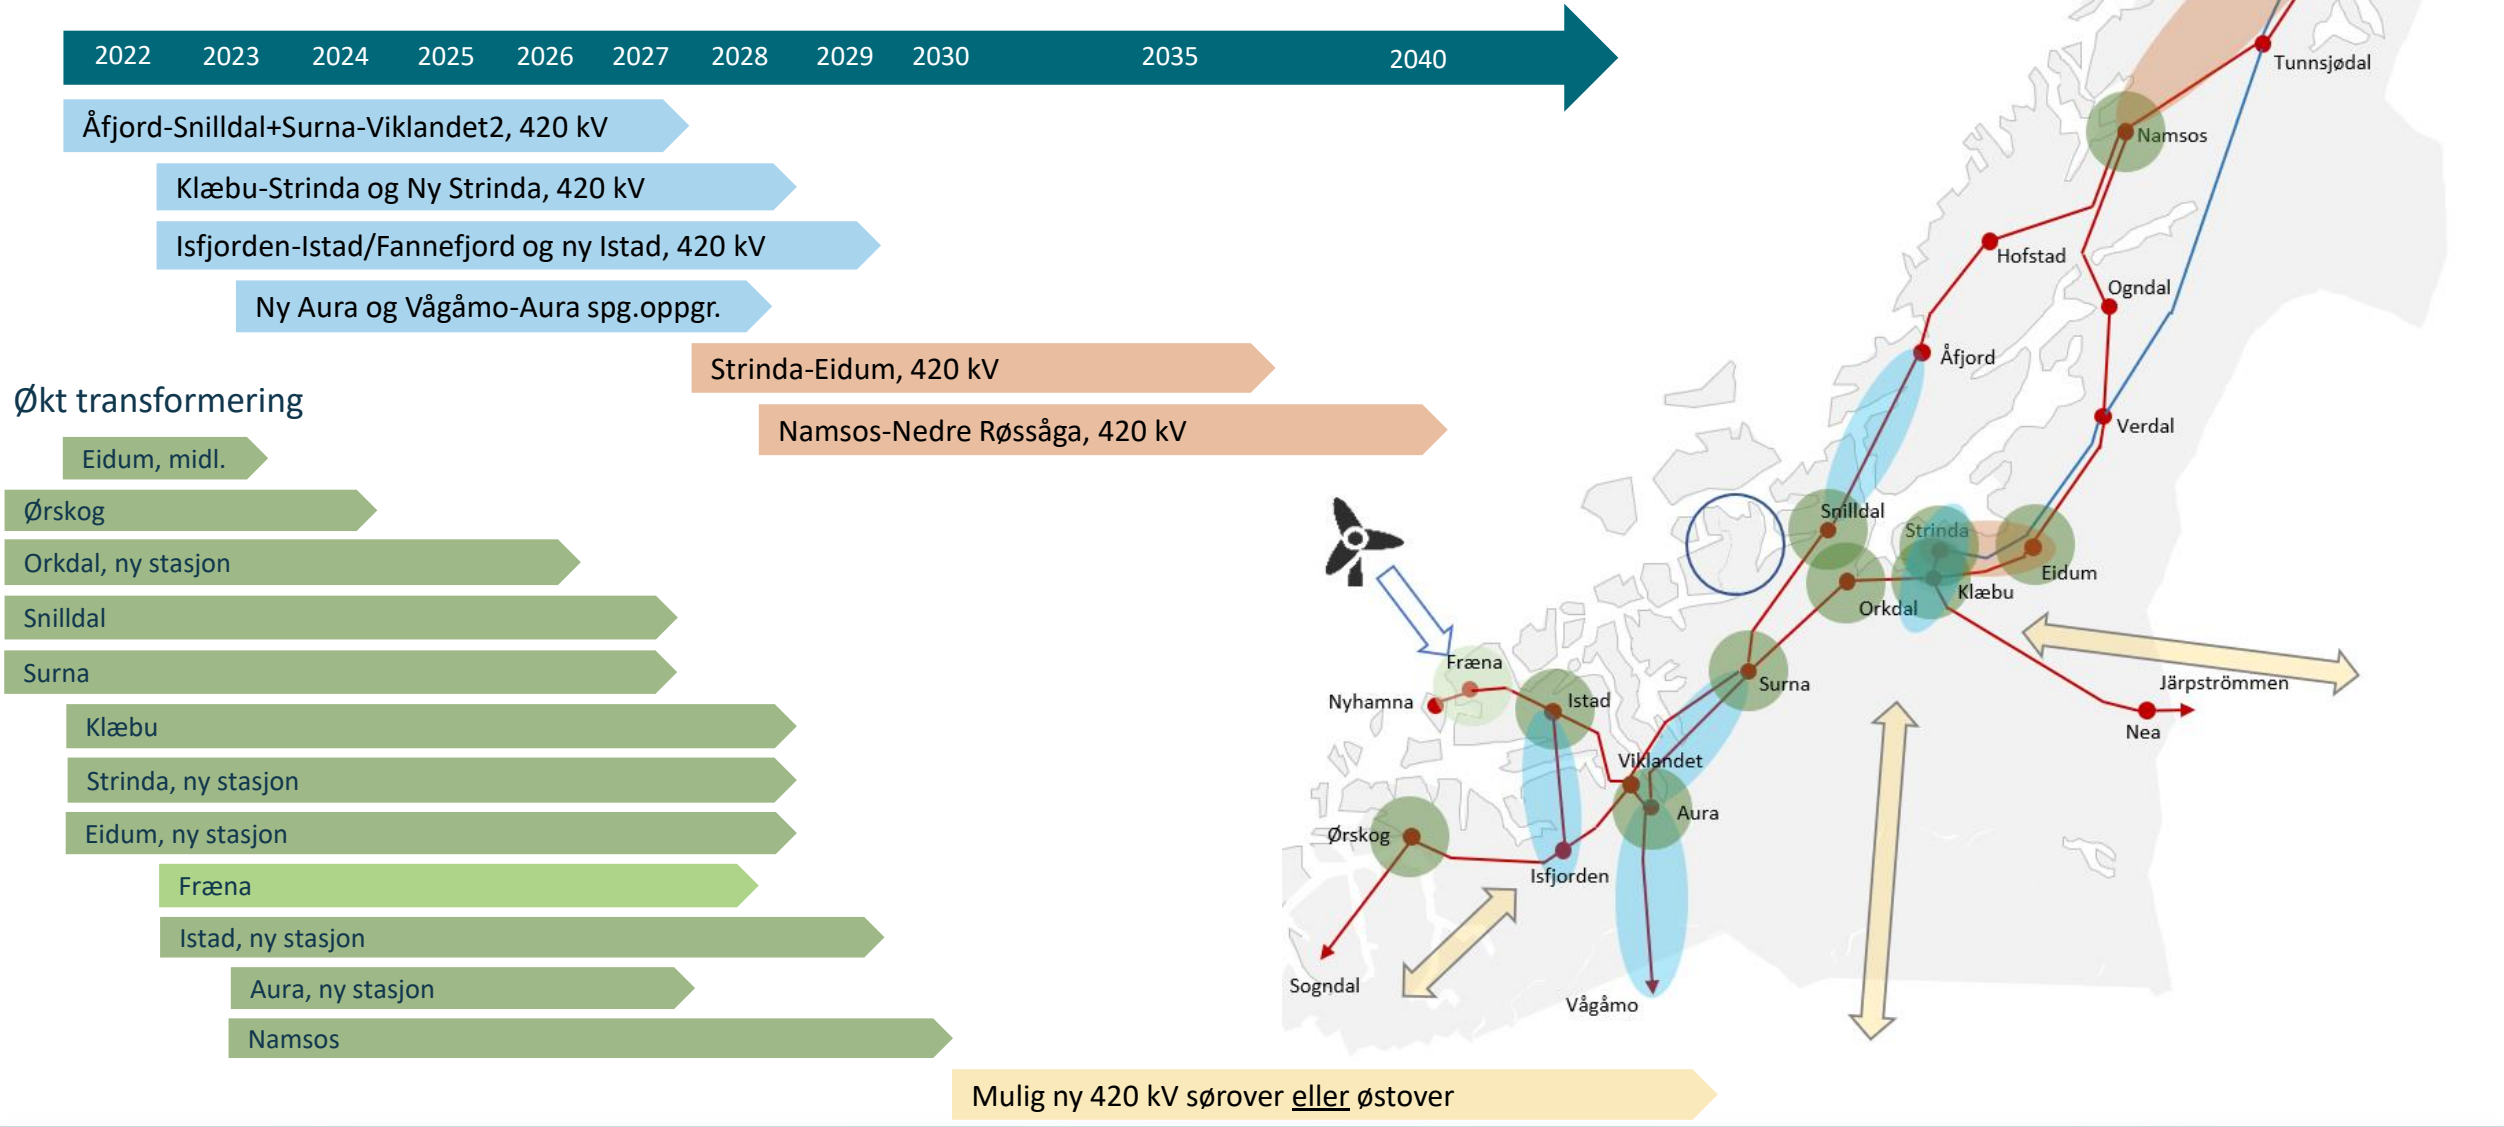 2022 2023 2024 2025 2026 2027 2028 2029 2030 2035 2040
Åfjord-Snilldal+Surna-Viklandet2, 420 kV
Klæbu-Strinda og Ny Strinda, 420 kV
Isfjorden-Istad/Fannefjord og ny Istad, 420 kV
Ny Aura og Vågåmo-Aura spg.oppgr.
Strinda-Eidum, 420 kV
Namsos-Nedre Røssåga, 420 kV
Økt transformering
Eidum, midl.
Ørskog
Orkdal, ny stasjon
Snilldal
Surna
Klæbu
Strinda, ny stasjon
Eidum, ny stasjon
Fræna
Istad, ny stasjon
Aura, ny stasjon
Namsos
Mulig ny 420 kV sørover eller østover
Tunnsjødal
Namsos
Hofstad
Ogndal
Åfjord
Verdal
Snilldal
Strinda
Eidum
Klæbu
Orkdal
Fræna
Surna
Järpströmmen
Nyhamna
Istad
Nea
Viklandet
Aura
Ørskog
Isfjorden
Sogndal
Vågåmo